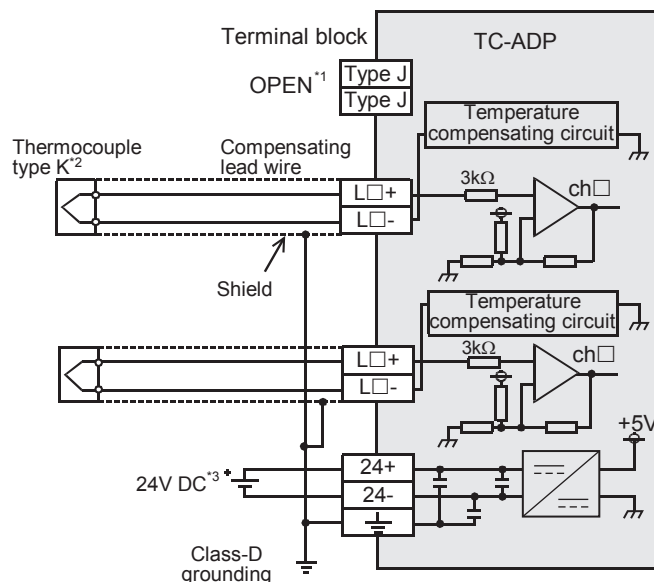 Terminal block
TC-ADP
OPEN*1
Type J
Type J
Temperature
compensating circuit
Thermocouple
type K*2
Compensating
lead wire
L□+
L□-
3kΩ
ch□
Shield
Temperature
compensating circuit
L□+
L□-
3kΩ
ch□
+5V
24V DC*3
+
24+
24-
Class-D
grounding